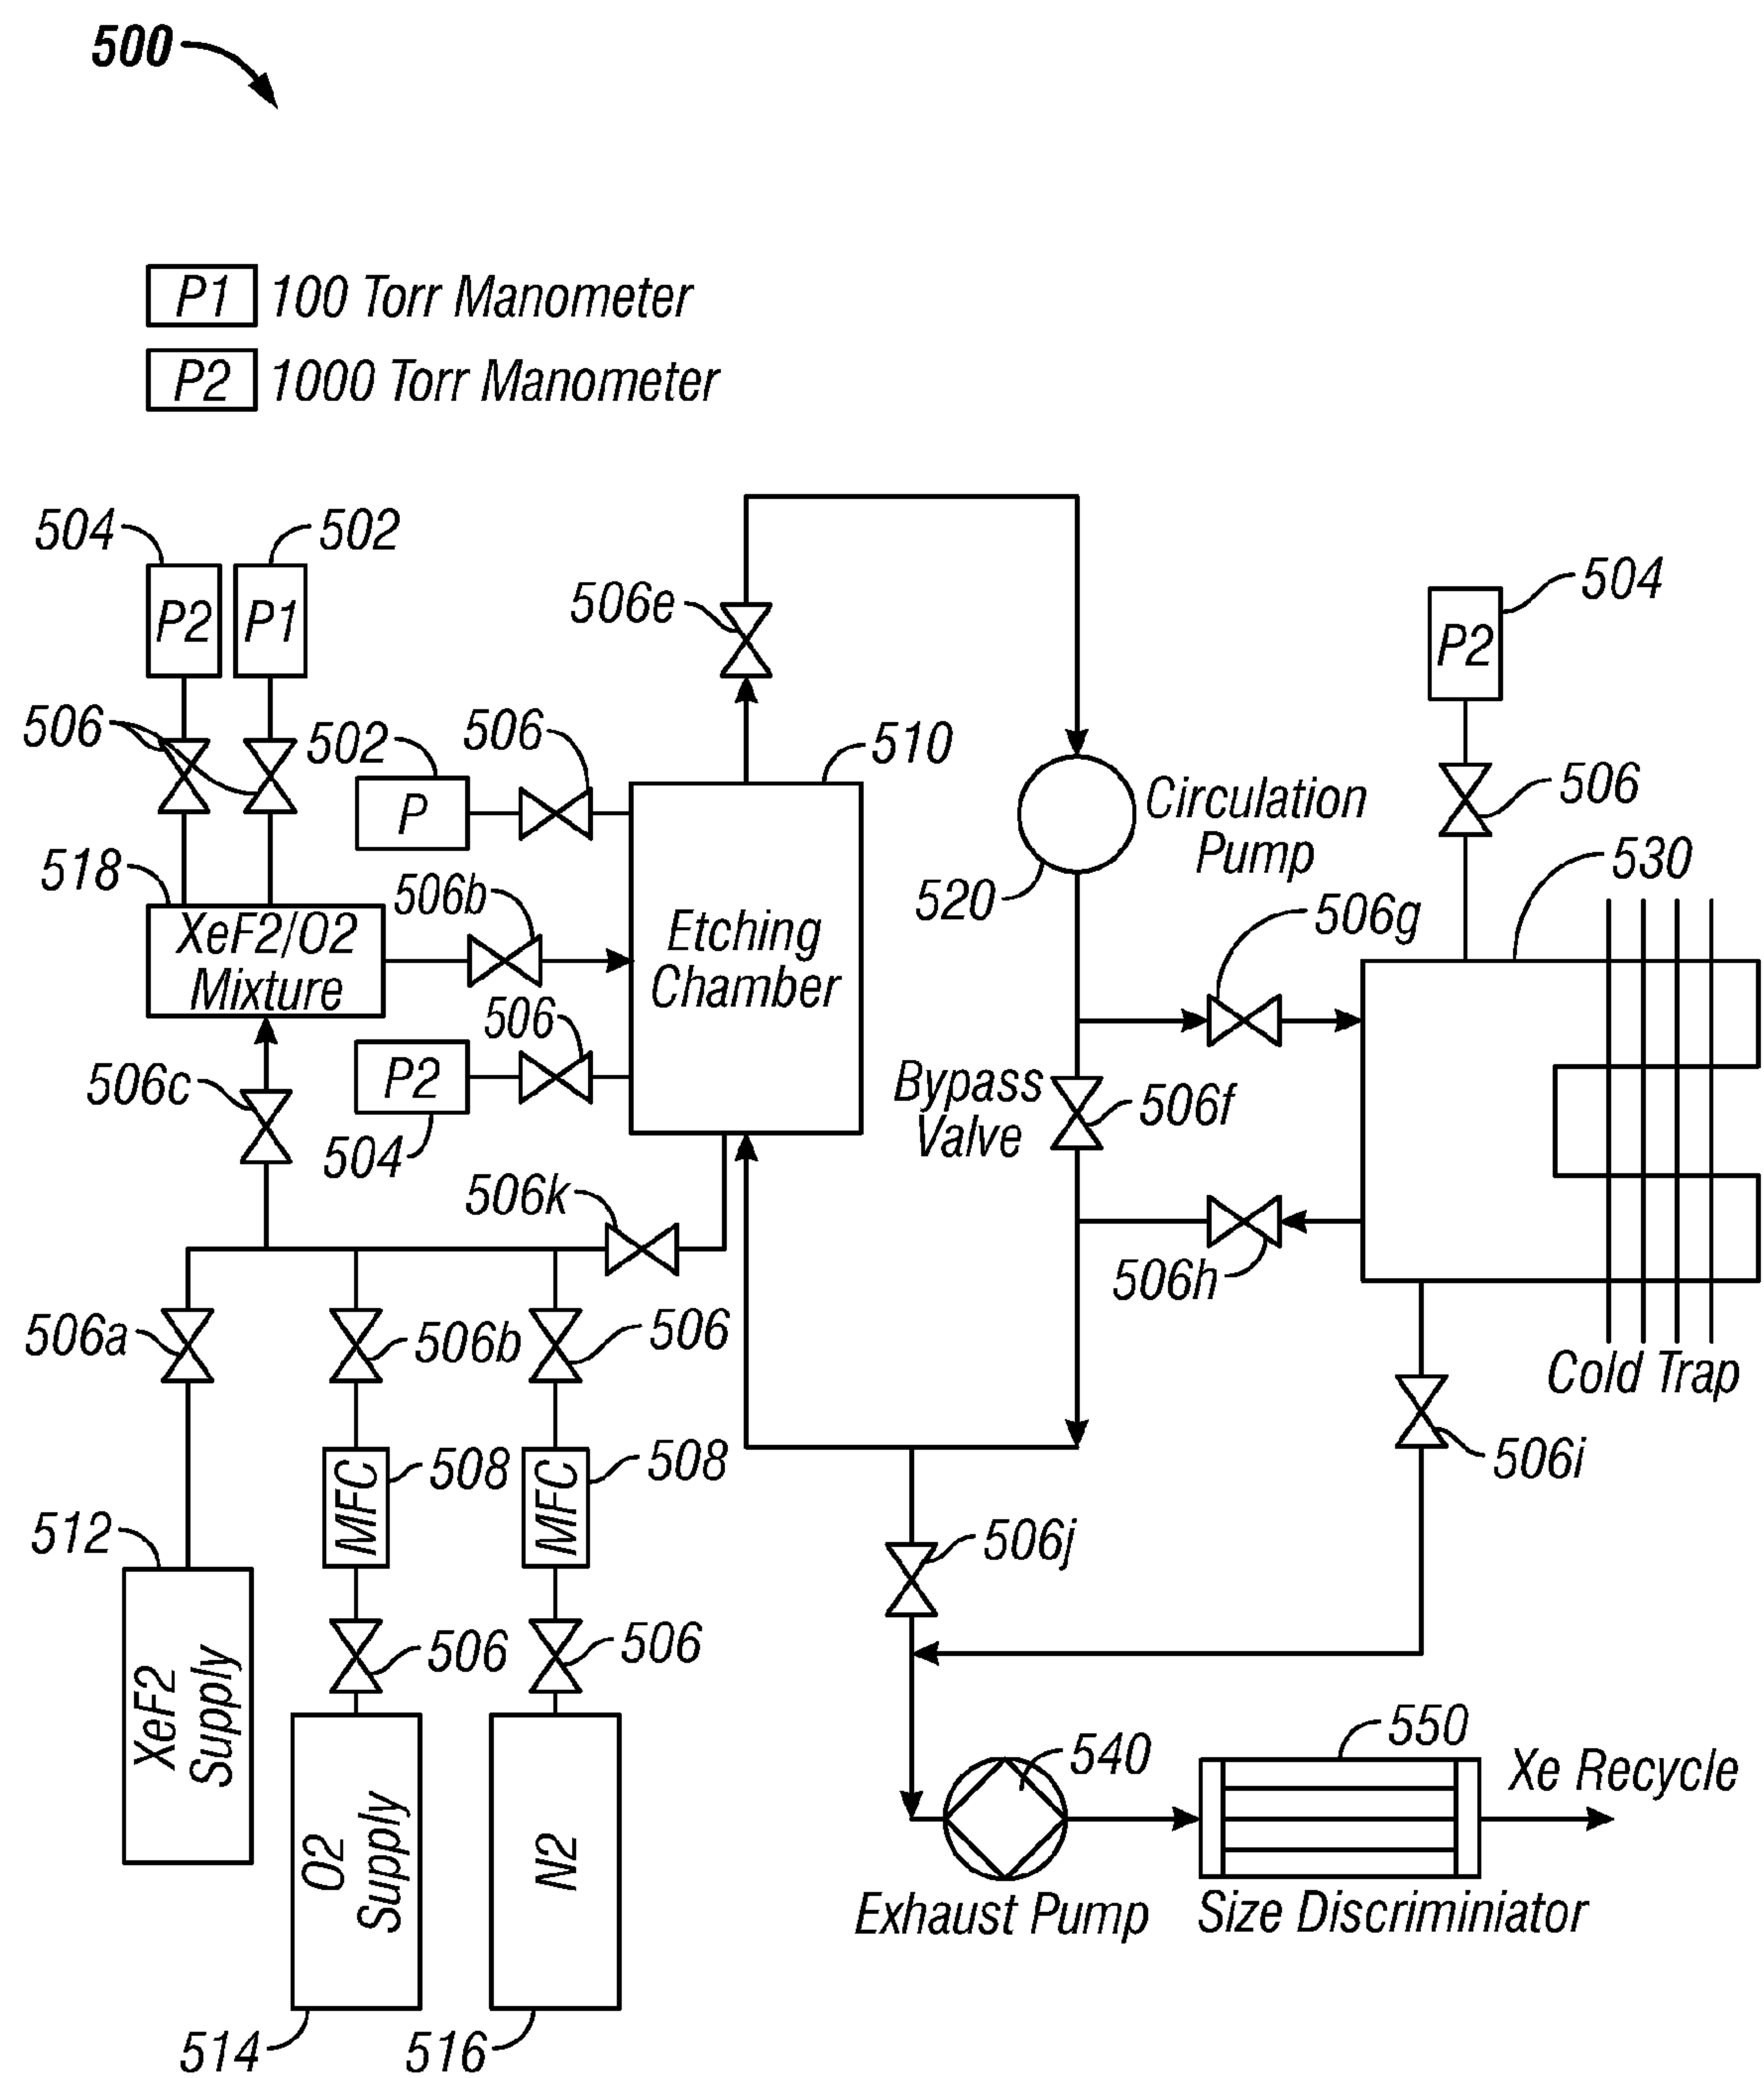 500
P1 100 Torr Manometer
P2 1000 Torr Manometer
504
502
P2
P1
506
506e
504
P2
506
502
506
P
510
Circulation
Pump
520
518
XeF2/O2
Mixture
506b
Etching
Chamber
506g
530
506
P2
504
506c
Bypass
Valve
506f
506k
506h
506a
506b
506
Cold Trap
506i
MFC
508
MFC
508
506j
512
XeF2
Supply
506
506
O2
Supply
N2
540
550
Xe Recycle
Exhaust Pump
Size Discriminiator
514
516